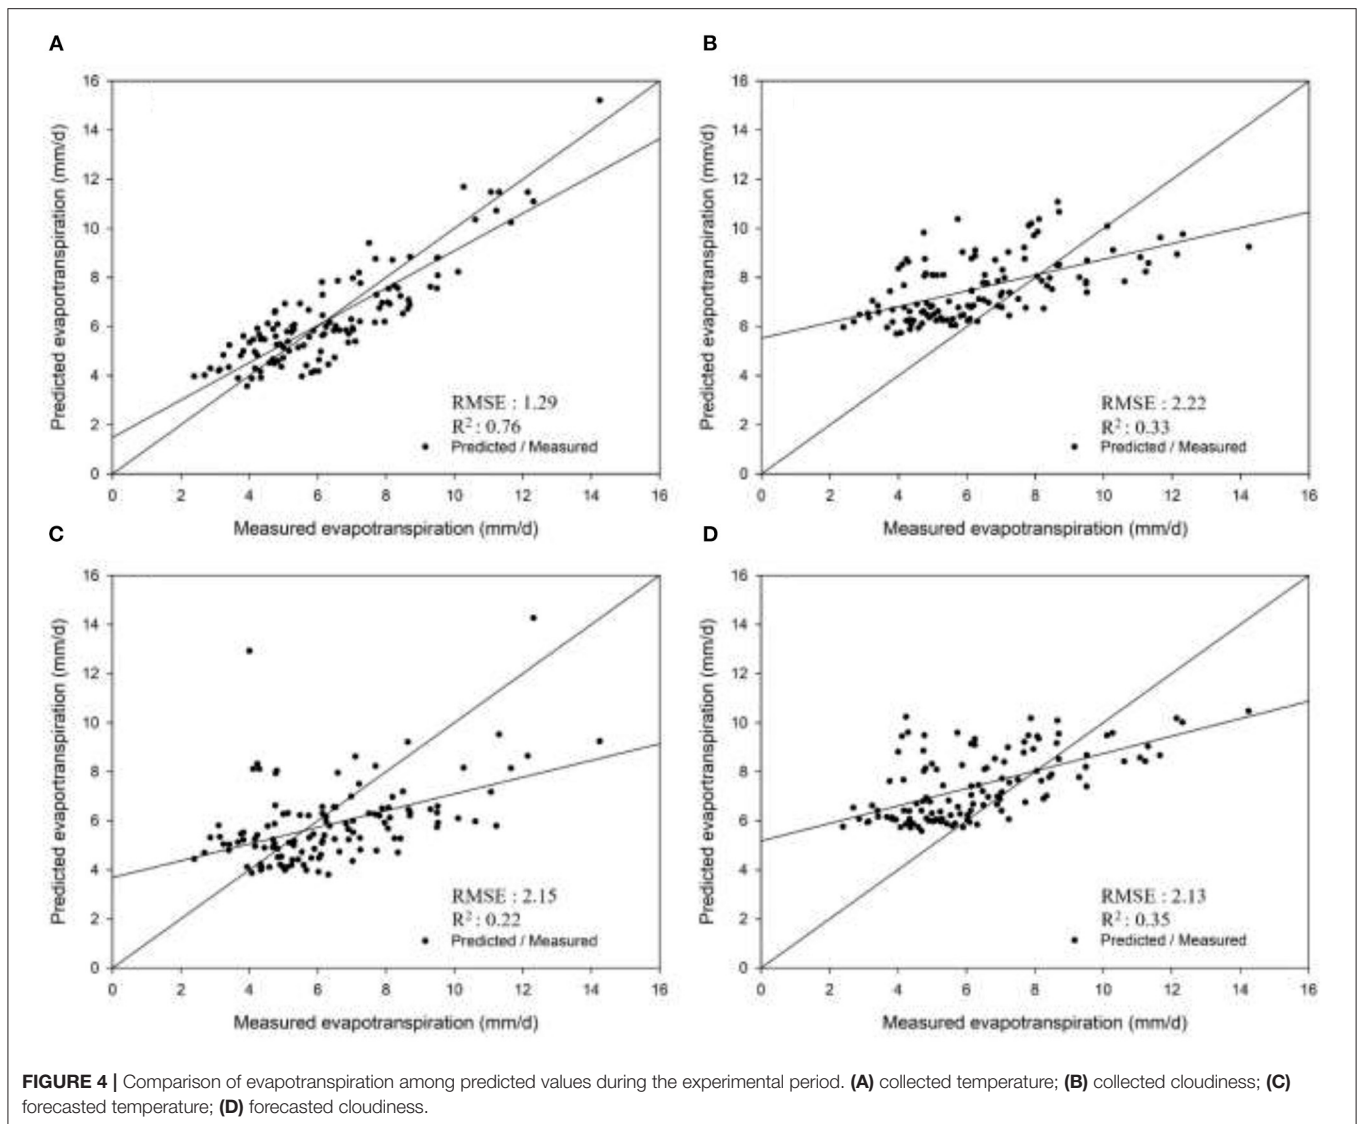 A
Predicted evaportranspiration (mm/d)
16
14
12
10
8
6
4
2
0
RMSE : 1.29
R² : 0.76
Predicted / Measured
0 2 4 6 8 10 12 14 16
Measured evapotranspiration (mm/d)
B
Predicted evaportranspiration (mm/d)
16
14
12
10
8
6
4
2
0
RMSE : 2.22
R² : 0.33
Predicted / Measured
0 2 4 6 8 10 12 14 16
Measured evapotranspiration (mm/d)
C
Predicted evaportranspiration (mm/d)
16
14
12
10
8
6
4
2
0
RMSE : 2.15
R² : 0.22
Predicted / Measured
0 2 4 6 8 10 12 14 16
Measured evapotranspiration (mm/d)
D
Predicted evaportranspiration (mm/d)
16
14
12
10
8
6
4
2
0
RMSE : 2.13
R² : 0.35
Predicted / Measured
0 2 4 6 8 10 12 14 16
Measured evapotranspiration (mm/d)
FIGURE 4 | Comparison of evapotranspiration among predicted values during the experimental period. (A) collected temperature; (B) collected cloudiness; (C)
forecasted temperature; (D) forecasted cloudiness.